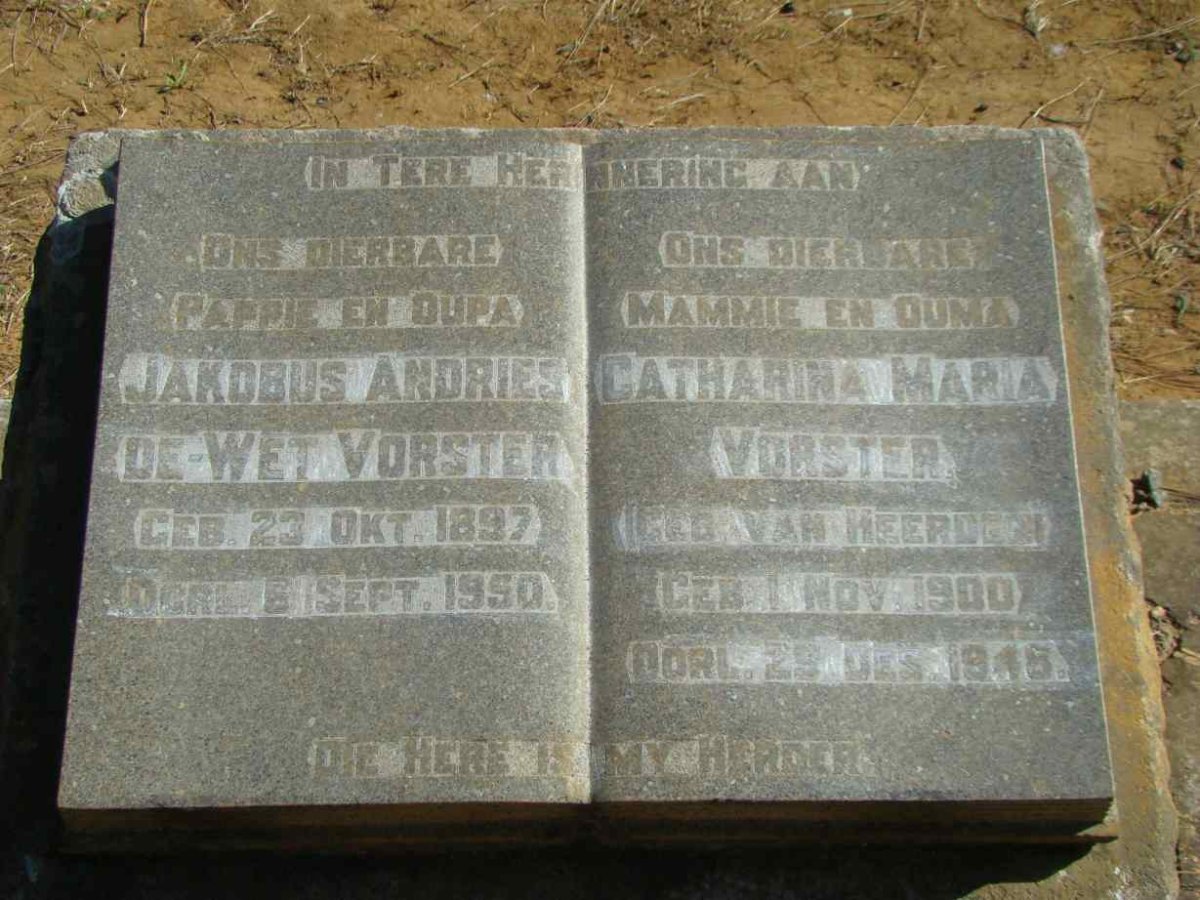 IN TERE HERINNERING AAN
ONS DIERBARE
PAPPIE EN OUPA
JAKOBUS ANDRIES
DE-WET VORSTER
GEB. 23 OKT. 1897
OORL. 6 SEPT. 1950.
ONS DIERBARE
MAMMIE EN OUMA
CATHARINA MARIA
VORSTER.
(GEB. VAN HEERDEN)
GEB. 1 NOV. 1900
OORL. 25 DES. 1946.
DIE HERE IS MY HERDER